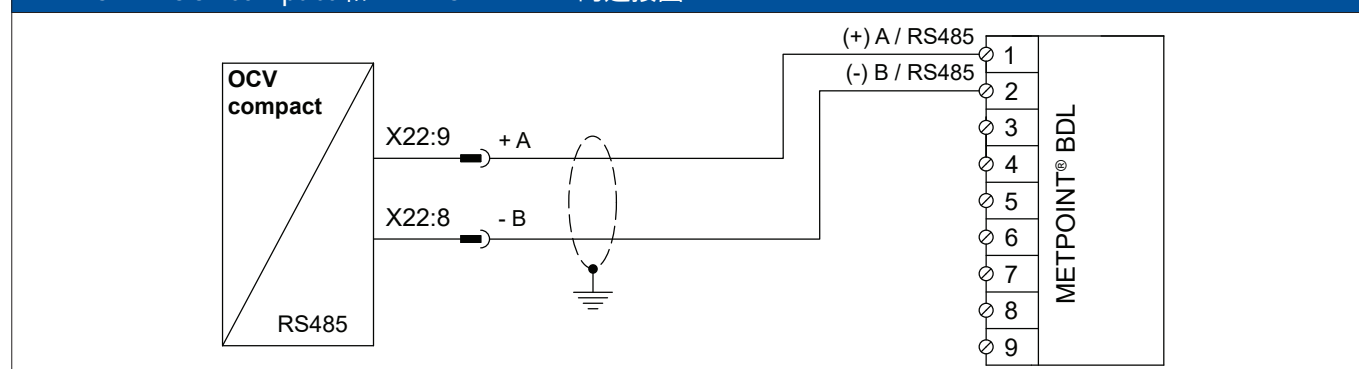 (+) A / RS485
(-) B / RS485
OCV
compact
X22:9
+ A
X22:8
- B
RS485
1
2
3
4
5
6
7
8
9
METPOINT® BDL